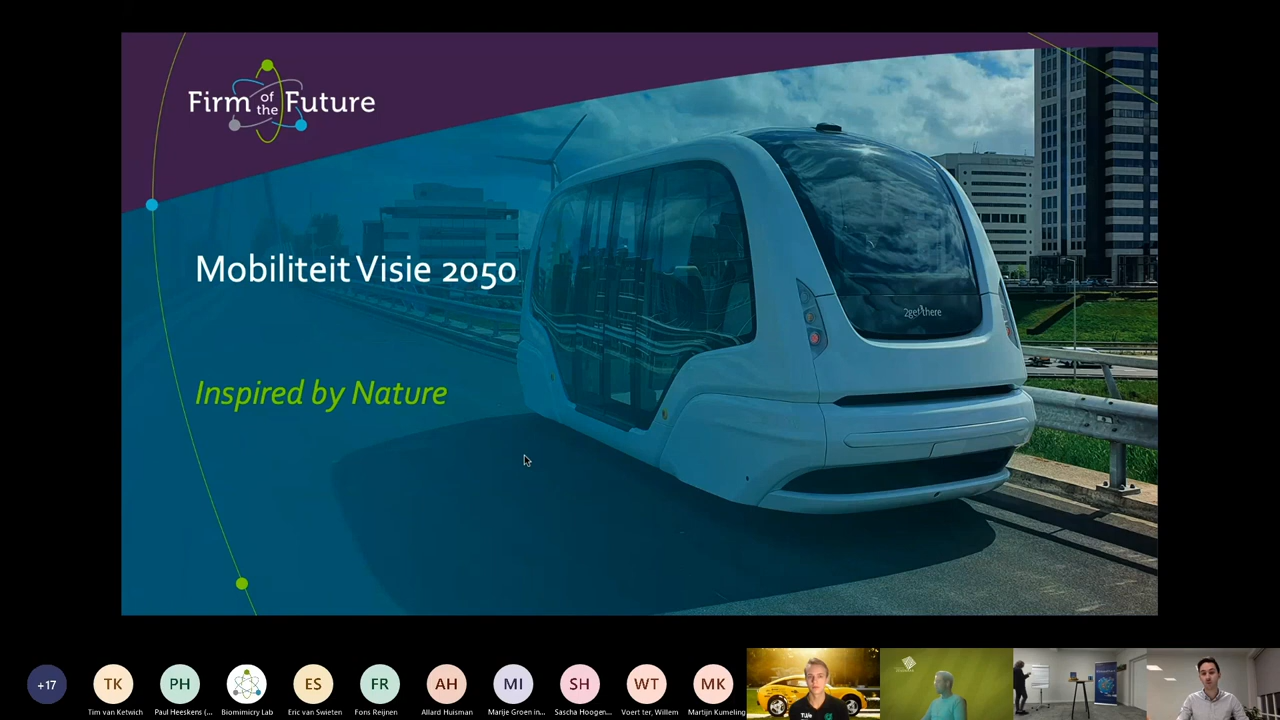 Firm of the Future
Mobiliteit Visie 2050
Inspired by Nature
2getthere
+17
TK
PH
ES
FR
AH
MI
SH
WT
MK
Tim van Ketwich
Paul Heeskens (...
Biomimicry Lab
Eric van Swieten
Fons Reijnen
Allard Huisman
Marije Groen in...
Sascha Hoogen...
Voert ter, Willem
Martijn Kumeling
TU/e